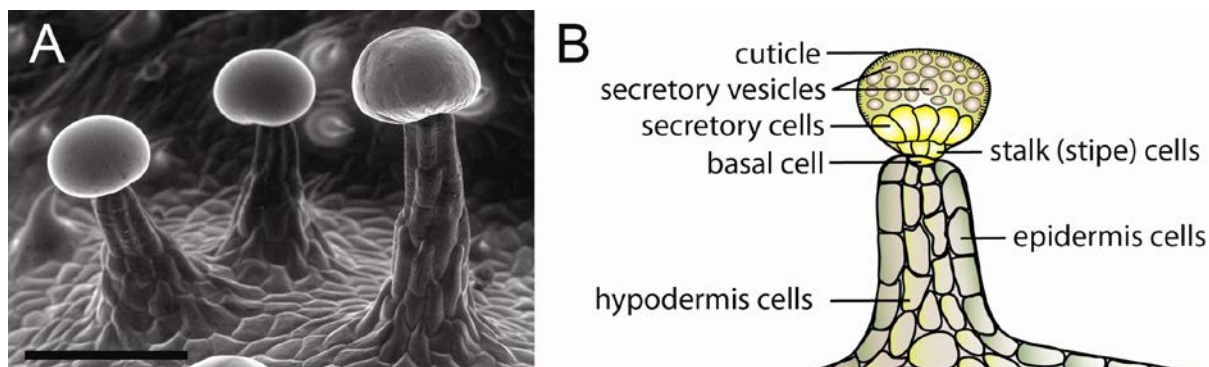 A
B
cuticle
secretory vesicles
secretory cells
basal cell
stalk (stipe) cells
epidermis cells
hypodermis cells